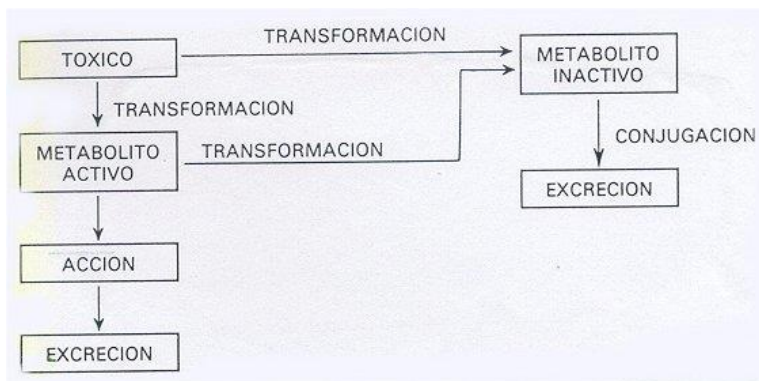 TRANSFORMACION
TOXICO
METABOLITO
INACTIVO
TRANSFORMACION
CONJUGACION
METABOLITO
ACTIVO
TRANSFORMACION
EXCRECION
ACCION
EXCRECION